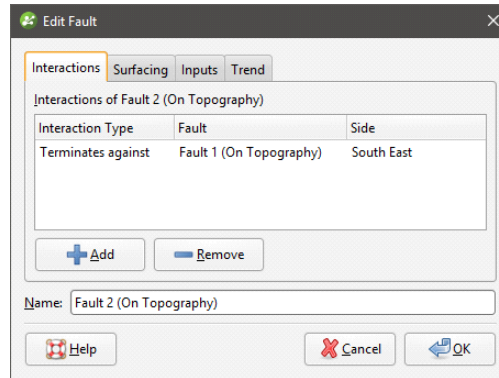 Edit Fault
Interactions Surfacing Inputs Trend
Interactions of Fault 2 (On Topography)
Interaction Type Fault Side
Terminates against Fault 1 (On Topography) South East
Add Remove
Name: Fault 2 (On Topography)
Help Cancel OK